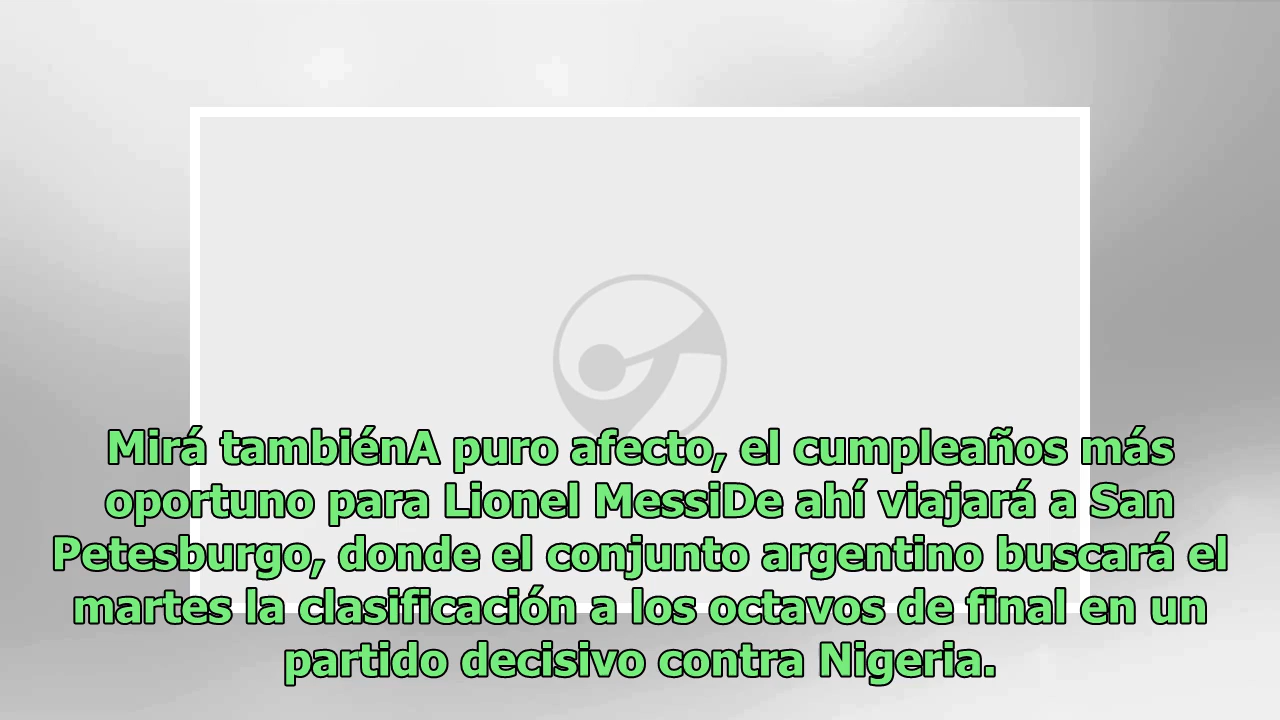 Mirá tambiénA puro afecto, el cumpleaños más
oportuno para Lionel MessiDe ahí viajará a San
Petesburgo, donde el conjunto argentino buscará el
martes la clasificación a los octavos de final en un
partido decisivo contra Nigeria.